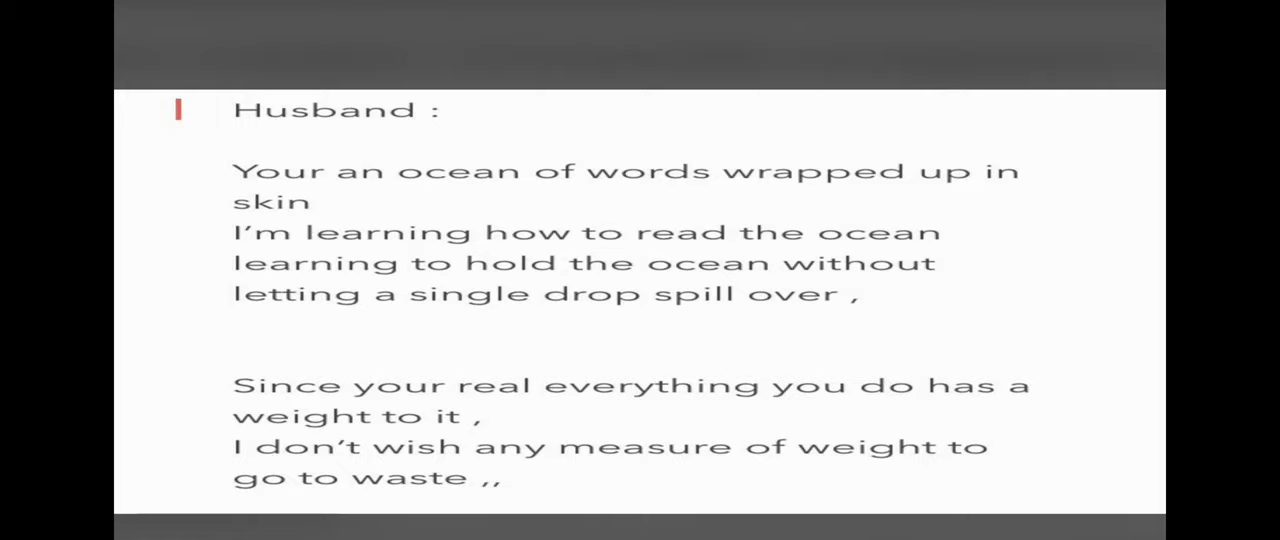 Husband :
Your an ocean of words wrapped up in
skin
I'm learning how to read the ocean
learning to hold the ocean without
letting a single drop spill over ,
Since your real everything you do has a
weight to it ,
I don't wish any measure of weight to
go to waste ,,